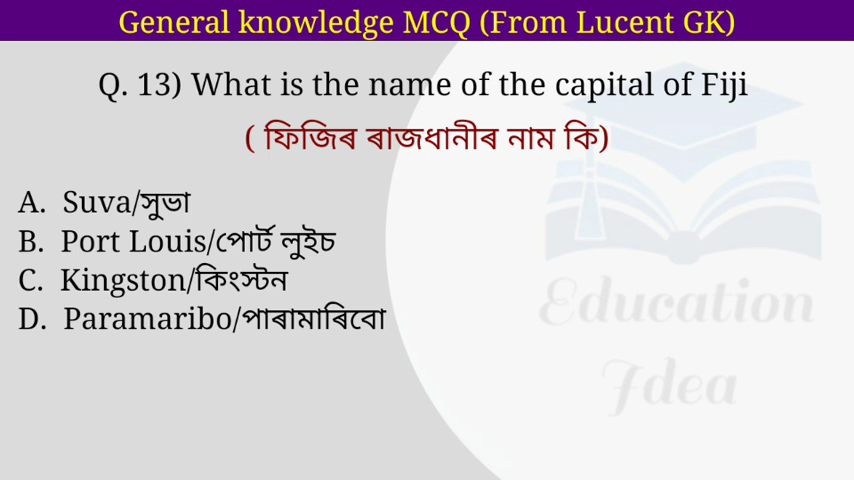 General knowledge MCQ (From Lucent GK)
Q. 13) What is the name of the capital of Fiji
( ফিজিৰ ৰাজধানীৰ নাম কি)
A. Suva/সুভা
B. Port Louis/পোৰ্ট লুইচ
C. Kingston/কিংস্টন
D. Paramaribo/পাৰামাৰিবো
Education
Idea